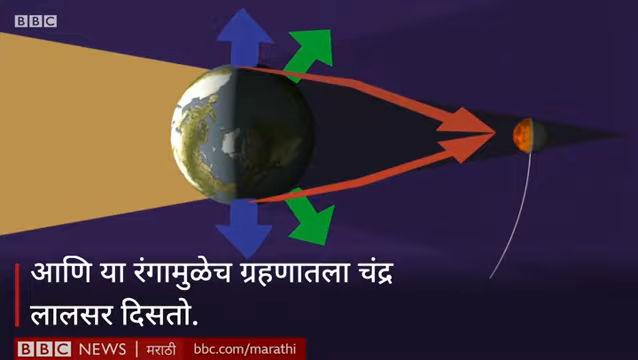 BBC
आणि या रंगामुळेच ग्रहणातला चंद्र
लालसर दिसतो.
BBC NEWS | मराठी bbc.com/marathi